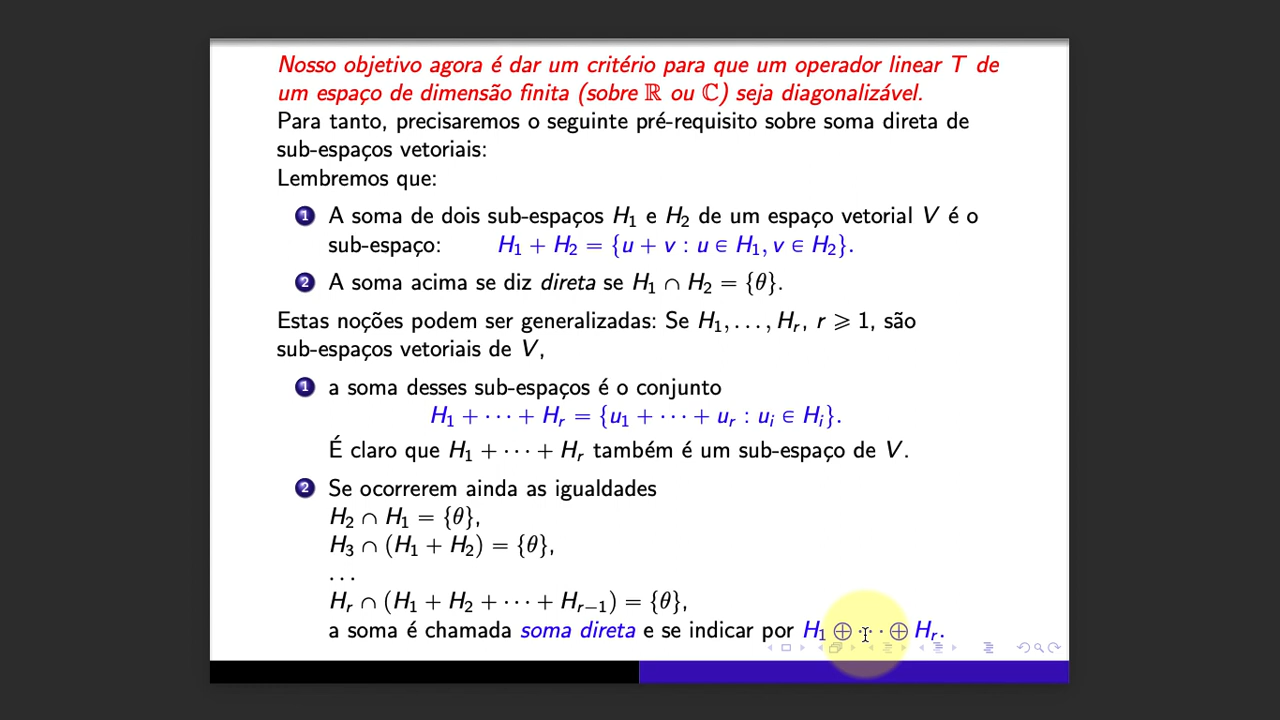 Nosso objetivo agora é dar um critério para que um operador linear T de
um espaço de dimensão finita (sobre ℝ ou ℂ) seja diagonalizável.
Para tanto, precisaremos o seguinte pré-requisito sobre soma direta de
sub-espaços vetoriais:
Lembremos que:
1 A soma de dois sub-espaços H₁ e H₂ de um espaço vetorial V é o
sub-espaço: H₁ + H₂ = {u + v : u ∈ H₁, v ∈ H₂}.
2 A soma acima se diz direta se H₁ ∩ H₂ = {θ}.
Estas noções podem ser generalizadas: Se H₁, . . . , Hᵣ, r ⩾ 1, são
sub-espaços vetoriais de V,
1 a soma desses sub-espaços é o conjunto
H₁ + · · · + Hᵣ = {u₁ + · · · + uᵣ : uᵢ ∈ Hᵢ}.
É claro que H₁ + · · · + Hᵣ também é um sub-espaço de V.
2 Se ocorrerem ainda as igualdades
H₂ ∩ H₁ = {θ},
H₃ ∩ (H₁ + H₂) = {θ},
. . .
Hᵣ ∩ (H₁ + H₂ + · · · + Hᵣ₋₁) = {θ},
a soma é chamada soma direta e se indicar por H₁ ⊕ · · · ⊕ Hᵣ.